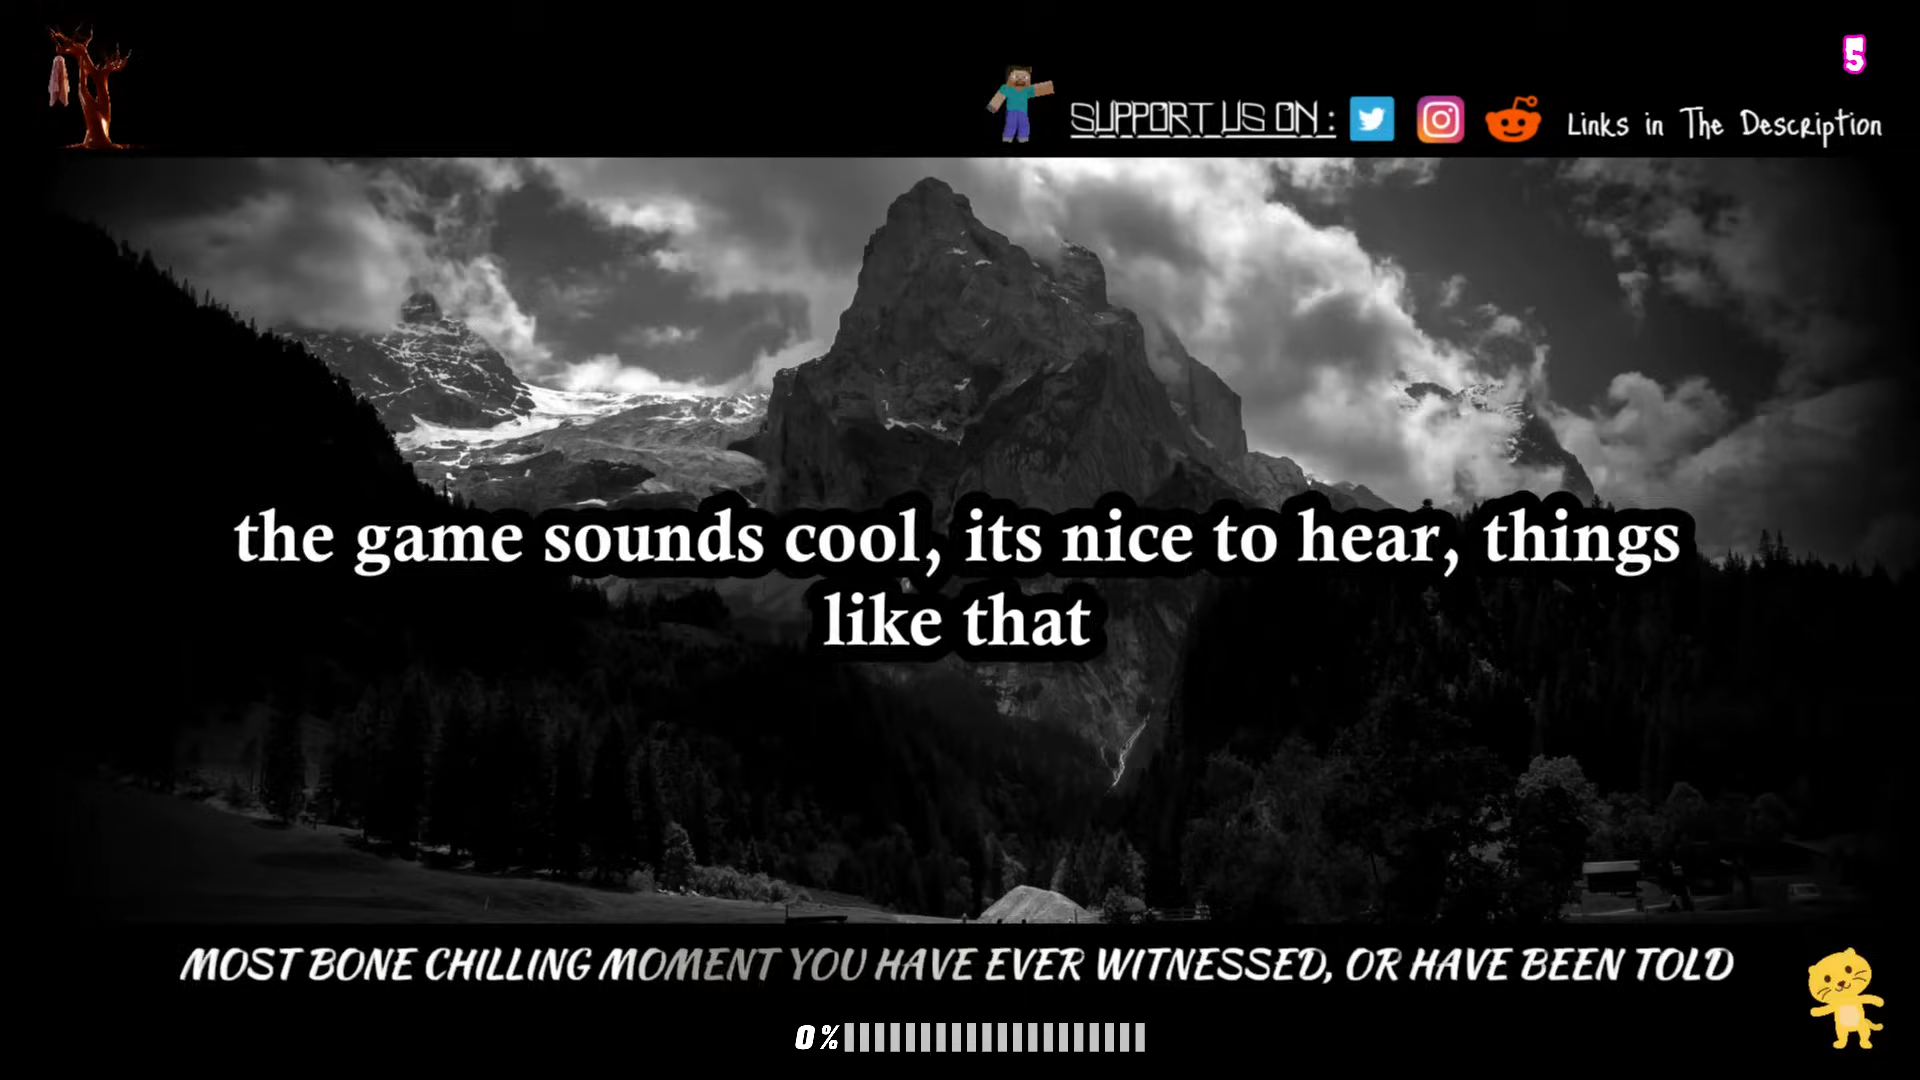 5
SUPPORT US ON : Links in The Description
the game sounds cool, its nice to hear, things
like that
MOST BONE CHILLING MOMENT YOU HAVE EVER WITNESSED, OR HAVE BEEN TOLD
0%